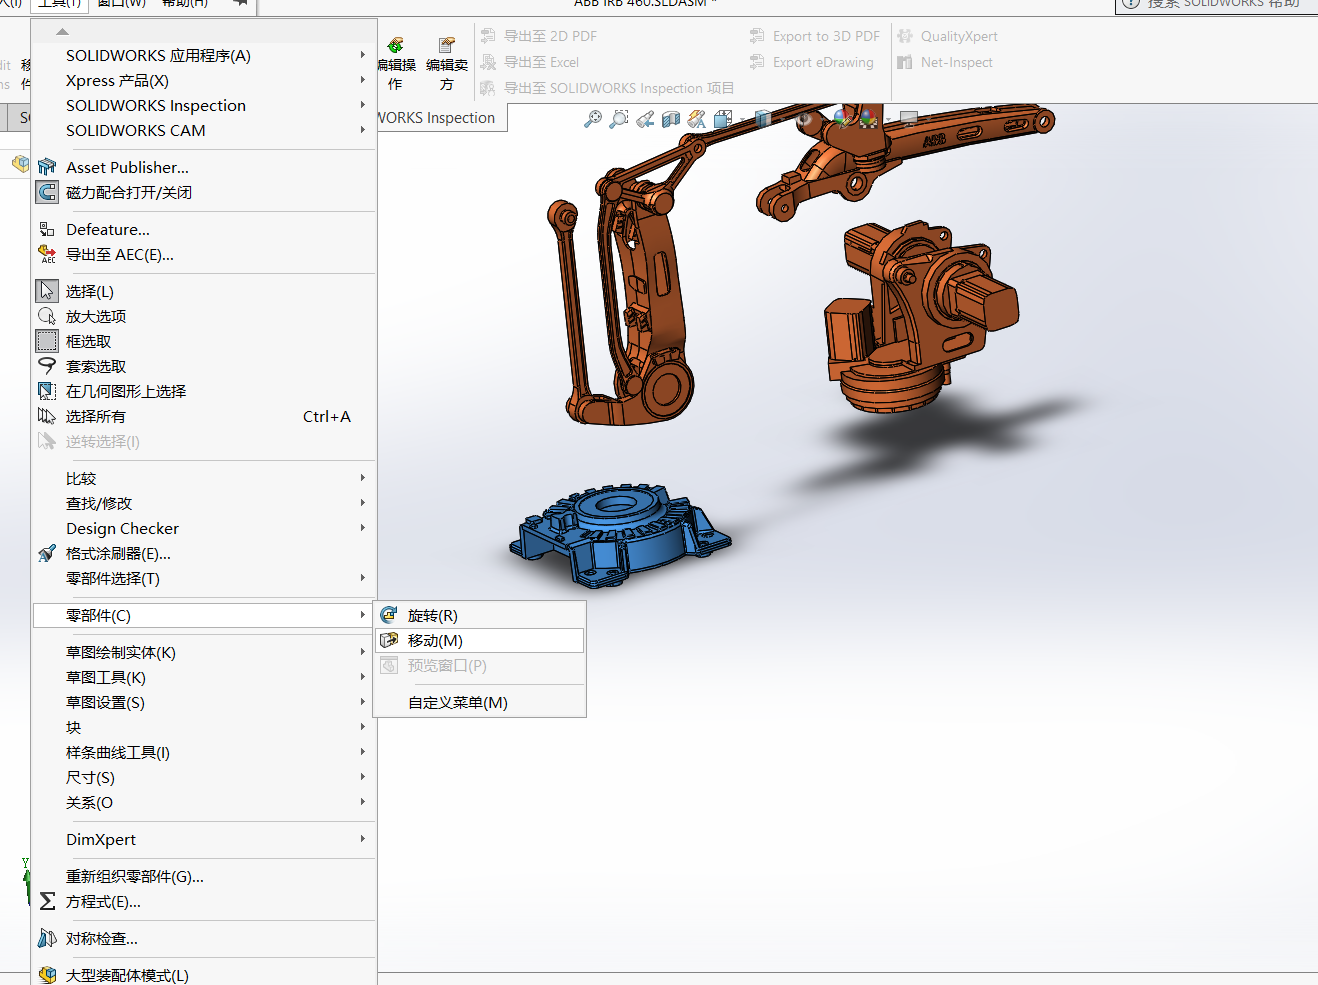 工具(T) 窗口(W) 帮助(H)
ABB IRB 460.SLDASM *
搜索 SOLIDWORKS 帮助
SOLIDWORKS 应用程序(A)
Xpress 产品(X)
SOLIDWORKS Inspection
SOLIDWORKS CAM
Asset Publisher...
磁力配合打开/关闭
Defeature...
导出至 AEC(E)...
选择(L)
放大选项
框选取
套索选取
在几何图形上选择
选择所有 Ctrl+A
逆转选择(I)
比较
查找/修改
Design Checker
格式涂刷器(E)...
零部件选择(T)
零部件(C)
草图绘制实体(K)
草图工具(K)
草图设置(S)
块
样条曲线工具(I)
尺寸(S)
关系(O
DimXpert
重新组织零部件(G)...
方程式(E)...
对称检查...
大型装配体模式(L)
旋转(R)
移动(M)
预览窗口(P)
自定义菜单(M)
编辑操
作
编辑卖
方
导出至 2D PDF
导出至 Excel
导出至 SOLIDWORKS Inspection 项目
Export to 3D PDF
Export eDrawing
QualityXpert
Net-Inspect
WORKS Inspection
ABB
Y